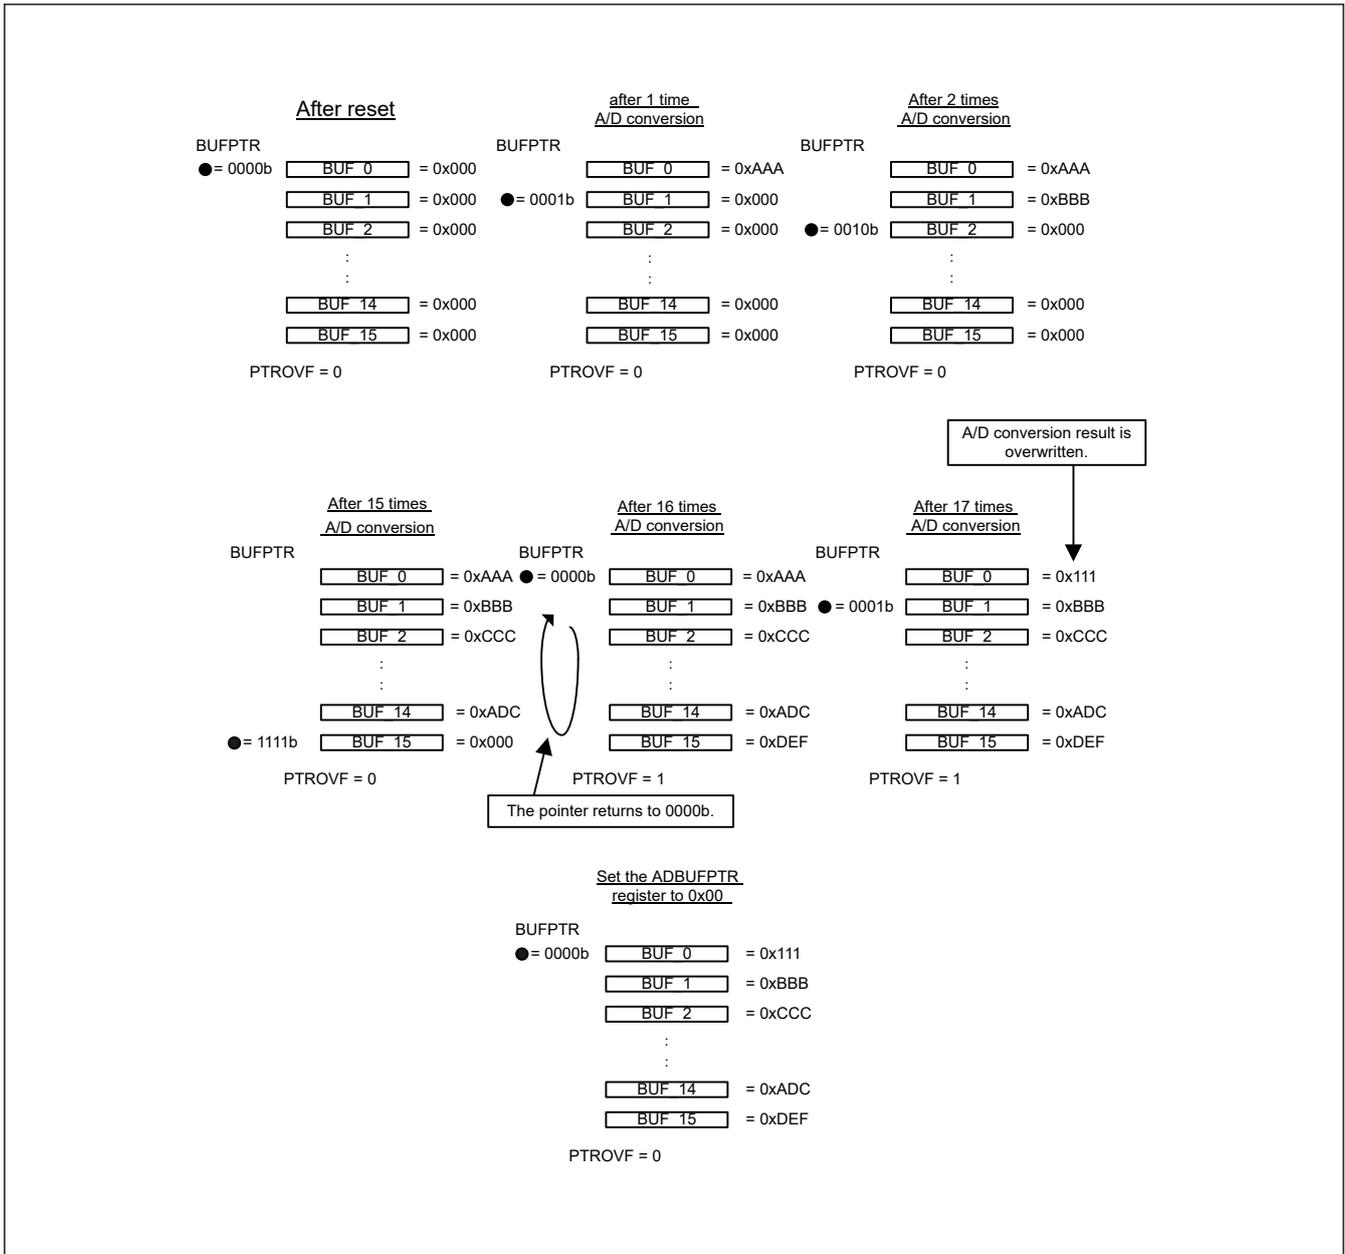 After reset
BUFPTR
= 0000b BUF_0 = 0x000
BUF_1 = 0x000
BUF_2 = 0x000
:
:
BUF_14 = 0x000
BUF_15 = 0x000
PTROVF = 0
after 1 time
A/D conversion
BUFPTR
BUF_0 = 0xAAA
= 0001b BUF_1 = 0x000
BUF_2 = 0x000
:
:
BUF_14 = 0x000
BUF_15 = 0x000
PTROVF = 0
After 2 times
A/D conversion
BUFPTR
BUF_0 = 0xAAA
BUF_1 = 0xBBB
= 0010b BUF_2 = 0x000
:
:
BUF_14 = 0x000
BUF_15 = 0x000
PTROVF = 0
After 15 times
A/D conversion
BUFPTR
BUF_0 = 0xAAA
BUF_1 = 0xBBB
BUF_2 = 0xCCC
:
:
BUF_14 = 0xADC
= 1111b BUF_15 = 0x000
PTROVF = 0
After 16 times
A/D conversion
BUFPTR
= 0000b BUF_0 = 0xAAA
BUF_1 = 0xBBB
BUF_2 = 0xCCC
:
:
BUF_14 = 0xADC
BUF_15 = 0xDEF
PTROVF = 1
The pointer returns to 0000b.
A/D conversion result is
overwritten.
After 17 times
A/D conversion
BUFPTR
BUF_0 = 0x111
= 0001b BUF_1 = 0xBBB
BUF_2 = 0xCCC
:
:
BUF_14 = 0xADC
BUF_15 = 0xDEF
PTROVF = 1
Set the ADBUFPTR
register to 0x00
BUFPTR
= 0000b BUF_0 = 0x111
BUF_1 = 0xBBB
BUF_2 = 0xCCC
:
:
BUF_14 = 0xADC
BUF_15 = 0xDEF
PTROVF = 0